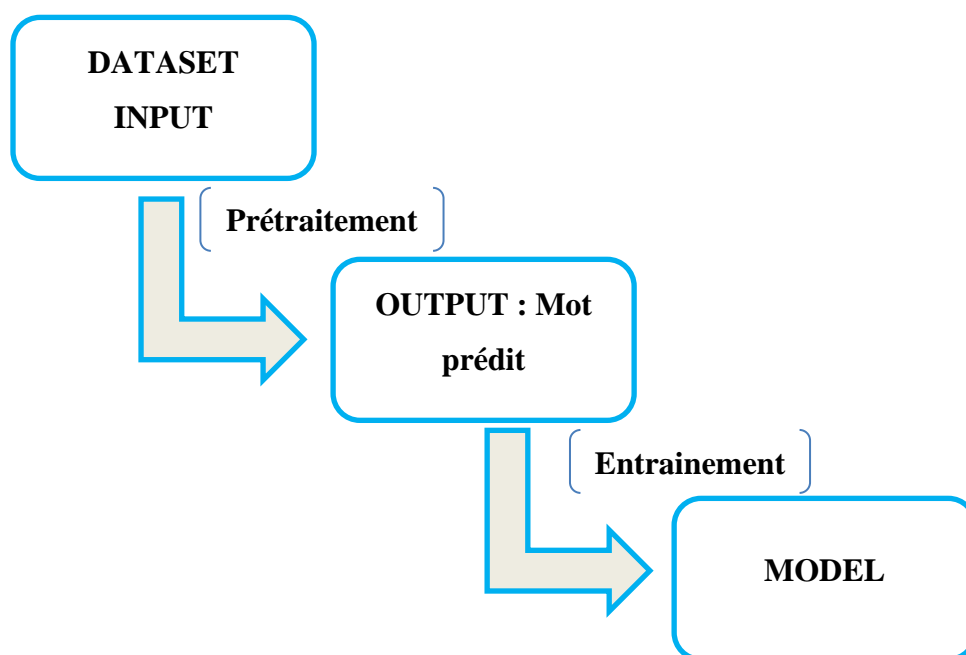 DATASET
INPUT
Prétraitement
OUTPUT : Mot
prédit
Entrainement
MODEL